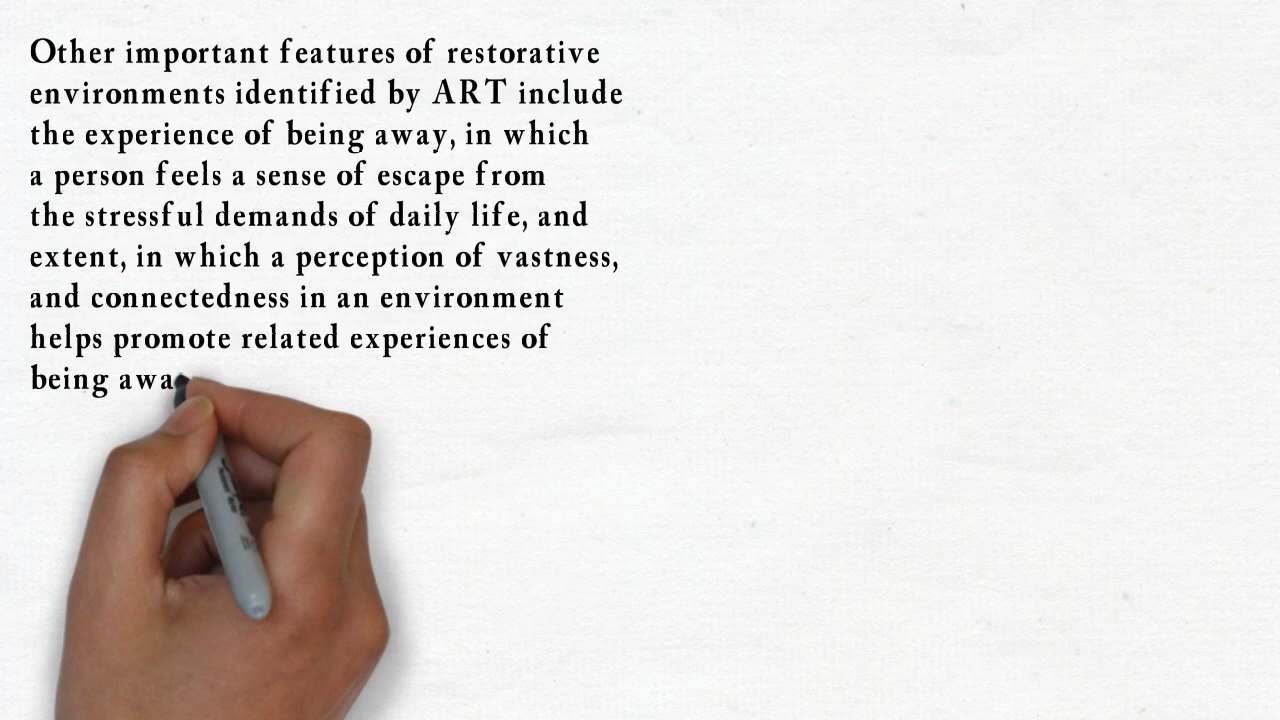 Other important features of restorative
environments identified by ART include
the experience of being away, in which
a person feels a sense of escape from
the stressful demands of daily life, and
extent, in which a perception of vastness,
and connectedness in an environment
helps promote related experiences of
being awa